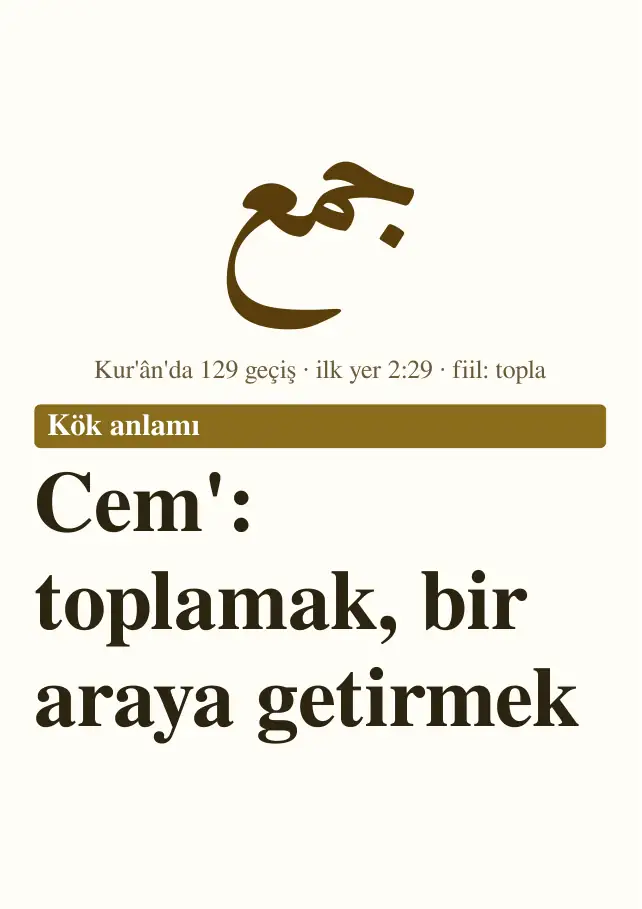 جمع
Kur'ân'da 129 geçiş · ilk yer 2:29 · fiil: topla
Kök anlamı
Cem':
toplamak, bir
araya getirmek